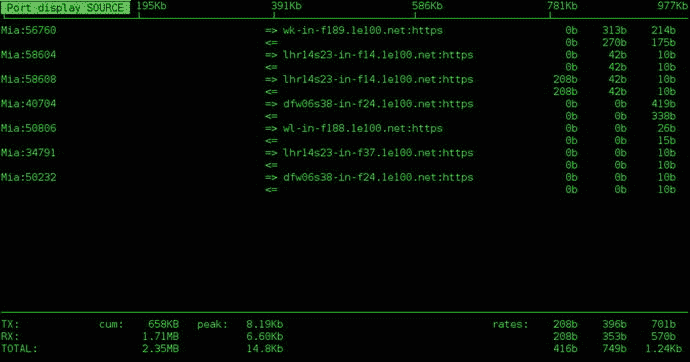 Port display SOURCE 195Kb 391Kb 586Kb 781Kb 977Kb
Mia:56760 => wk-in-f189.1e100.net:https 0b 313b 214b
<= 0b 270b 175b
Mia:58604 => lhr14s23-in-f14.1e100.net:https 0b 42b 10b
<= 0b 42b 10b
Mia:58608 => lhr14s23-in-f14.1e100.net:https 208b 42b 10b
<= 208b 42b 10b
Mia:40704 => dfw06s38-in-f24.1e100.net:https 0b 0b 419b
<= 0b 0b 338b
Mia:50806 => wl-in-f188.1e100.net:https 0b 0b 26b
<= 0b 0b 15b
Mia:34791 => lhr14s23-in-f37.1e100.net:https 0b 0b 10b
<= 0b 0b 10b
Mia:50232 => dfw06s38-in-f24.1e100.net:https 0b 0b 10b
<= 0b 0b 10b
TX: cum: 658KB peak: 8.19Kb rates: 208b 396b 701b
RX: 1.71MB 6.60Kb 208b 353b 570b
TOTAL: 2.35MB 14.8Kb 416b 749b 1.24Kb